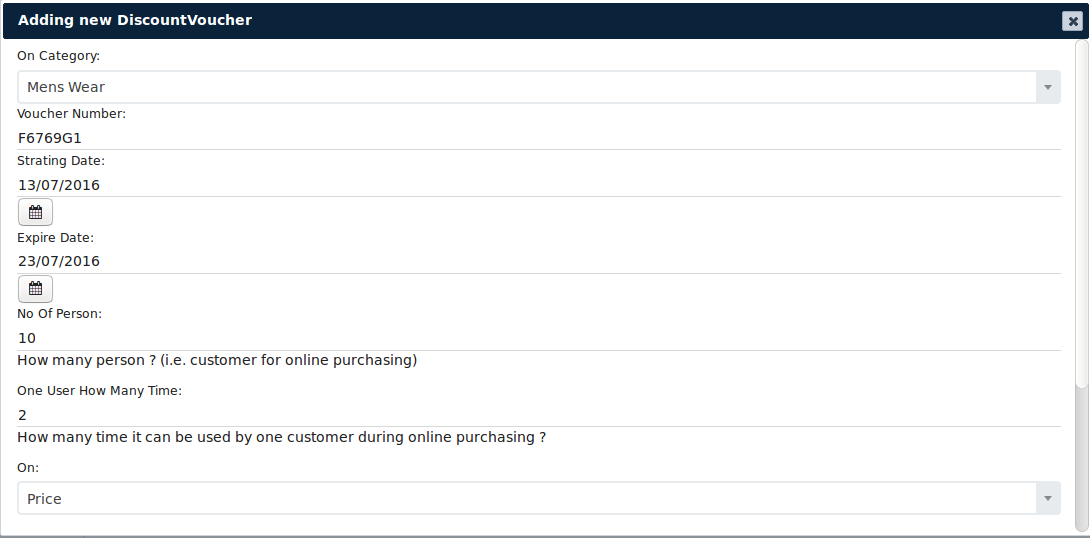 Adding new DiscountVoucher
On Category:
Mens Wear
Voucher Number:
F6769G1
Strating Date:
13/07/2016
Expire Date:
23/07/2016
No Of Person:
10
How many person ? (i.e. customer for online purchasing)
One User How Many Time:
2
How many time it can be used by one customer during online purchasing ?
On:
Price